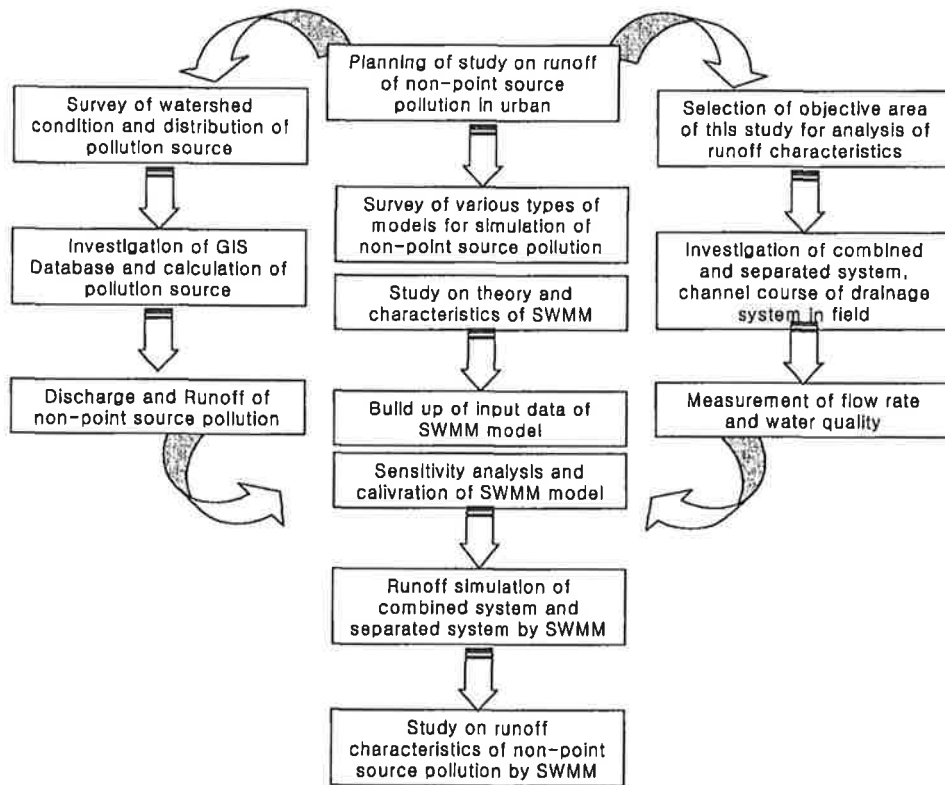 Planning of study on runoff
of non-point source
pollution in urban
Survey of watershed
condition and distribution of
pollution source
Investigation of GIS
Database and calculation of
pollution source
Discharge and Runoff of
non-point source pollution
Survey of various types of
models for simulation of
non-point source pollution
Study on theory and
characteristics of SWMM
Build up of input data of
SWMM model
Sensitivity analysis and
calivration of SWMM model
Selection of objective area
of this study for analysis of
runoff characteristics
Investigation of combined
and separated system,
channel course of drainage
system in field
Measurement of flow rate
and water quality
Runoff simulation of
combined system and
separated system by SWMM
Study on runoff
characteristics of non-point
source pollution by SWMM